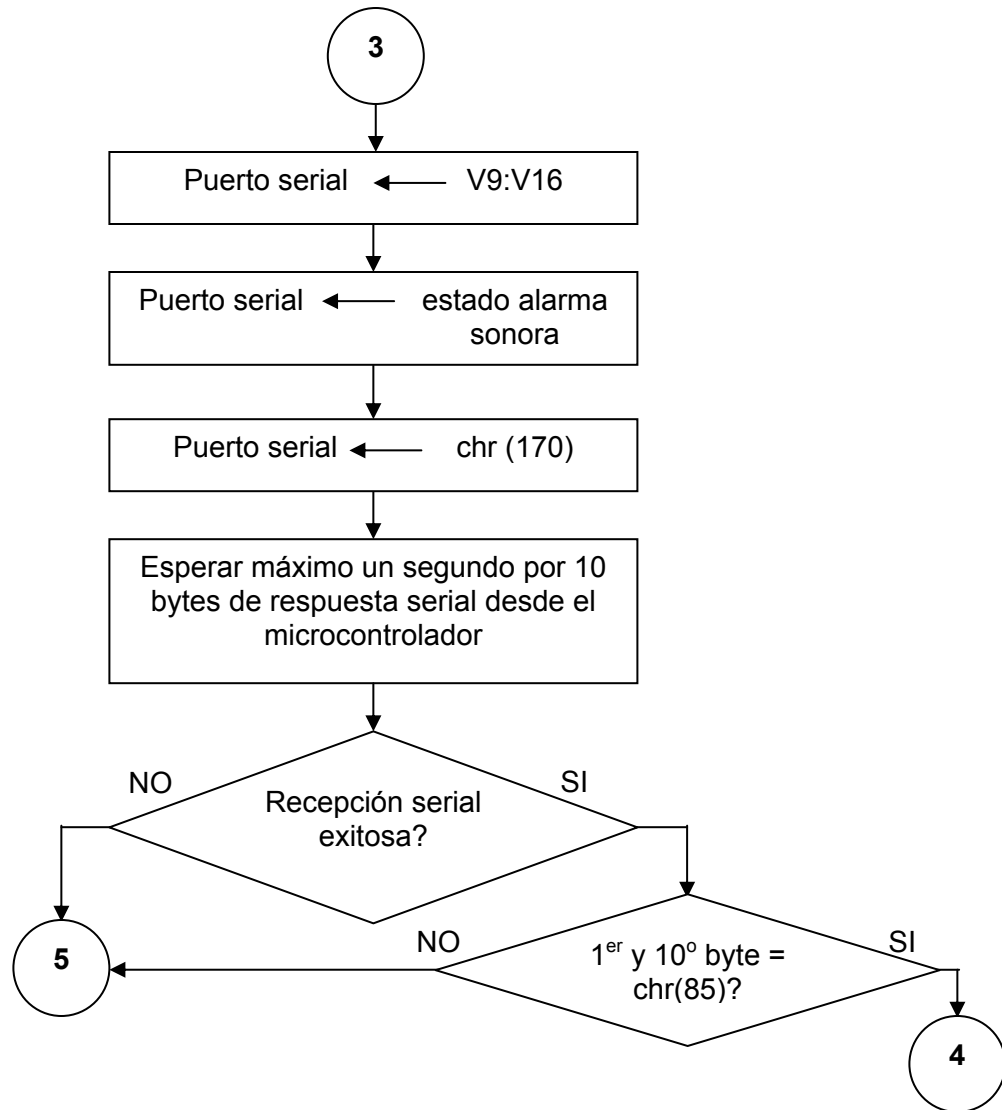 3
Puerto serial V9:V16
Puerto serial estado alarma
sonora
Puerto serial chr (170)
Esperar máximo un segundo por 10
bytes de respuesta serial desde el
microcontrolador
NO
SI
Recepción serial
exitosa?
5
NO
SI
1er y 10º byte =
chr(85)?
4